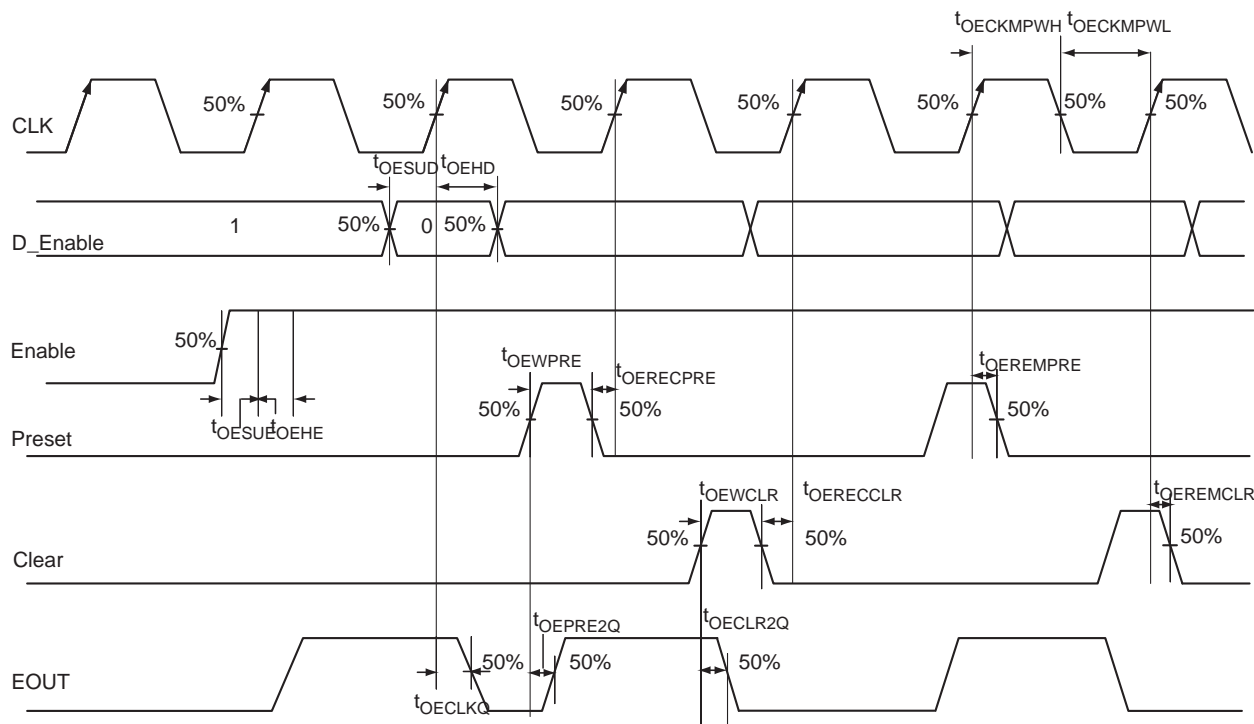 tOECKMPWH tOECKMPWL
CLK
50% 50% 50% 50% 50% 50% 50%
tOESUD tOEHD
D_Enable
1 50% 0 50%
Enable
50%
tOESUE tOEHE
tOEWPRE tOERECPRE tOEREMPRE
Preset
50% 50% 50%
tOEWCLR tOERECCLR tOEREMCLR
Clear
50% 50% 50%
tOEPRE2Q tOECLR2Q
EOUT
50% 50% 50%
tOECLKQ